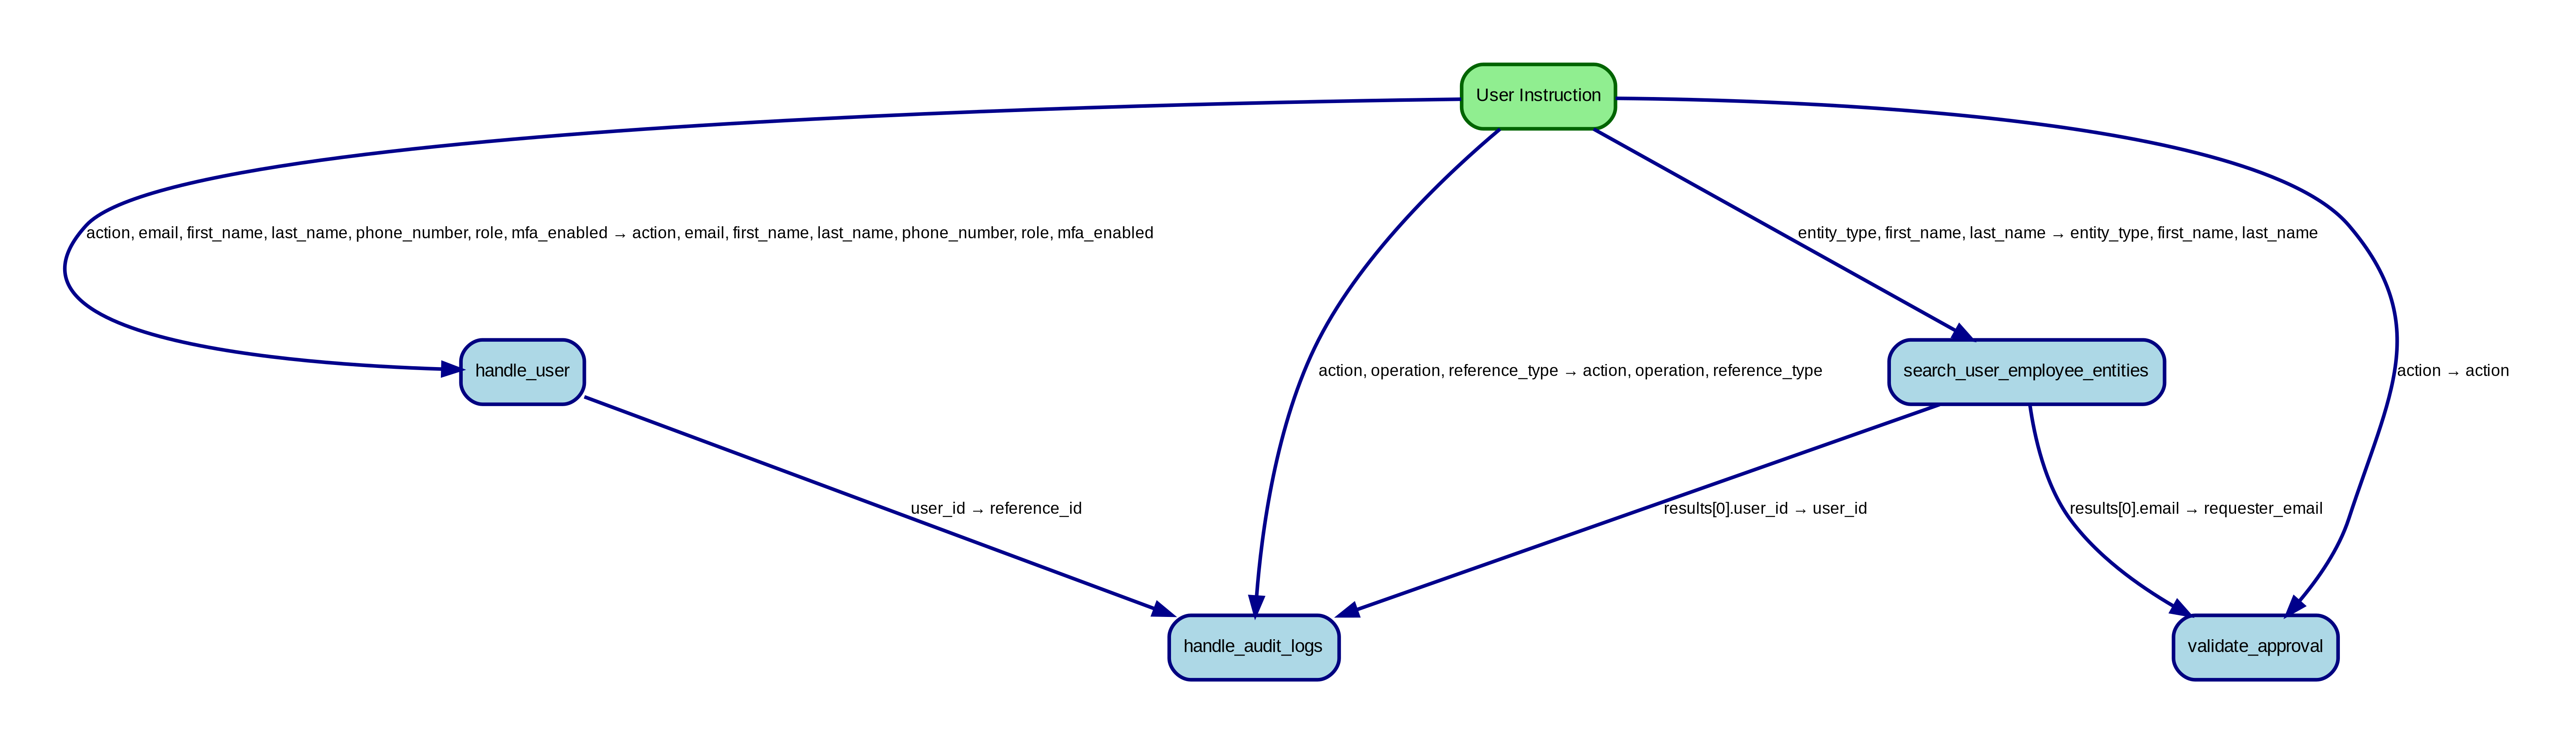 User Instruction
action, email, first_name, last_name, phone_number, role, mfa_enabled → action, email, first_name, last_name, phone_number, role, mfa_enabled
entity_type, first_name, last_name → entity_type, first_name, last_name
handle_user
action, operation, reference_type → action, operation, reference_type
search_user_employee_entities
action → action
user_id → reference_id
results[0].user_id → user_id
results[0].email → requester_email
handle_audit_logs
validate_approval